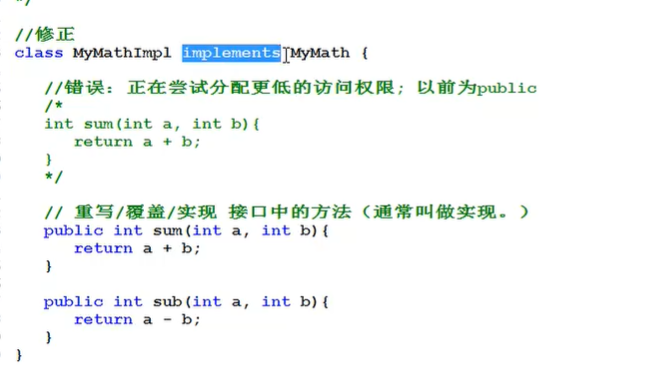 */
//修正
class MyMathImpl implements MyMath {
//错误：正在尝试分配更低的访问权限; 以前为public
/*
int sum(int a, int b){
return a + b;
}
*/
// 重写/覆盖/实现 接口中的方法（通常叫做实现。）
public int sum(int a, int b){
return a + b;
}
public int sub(int a, int b){
return a - b;
}
}